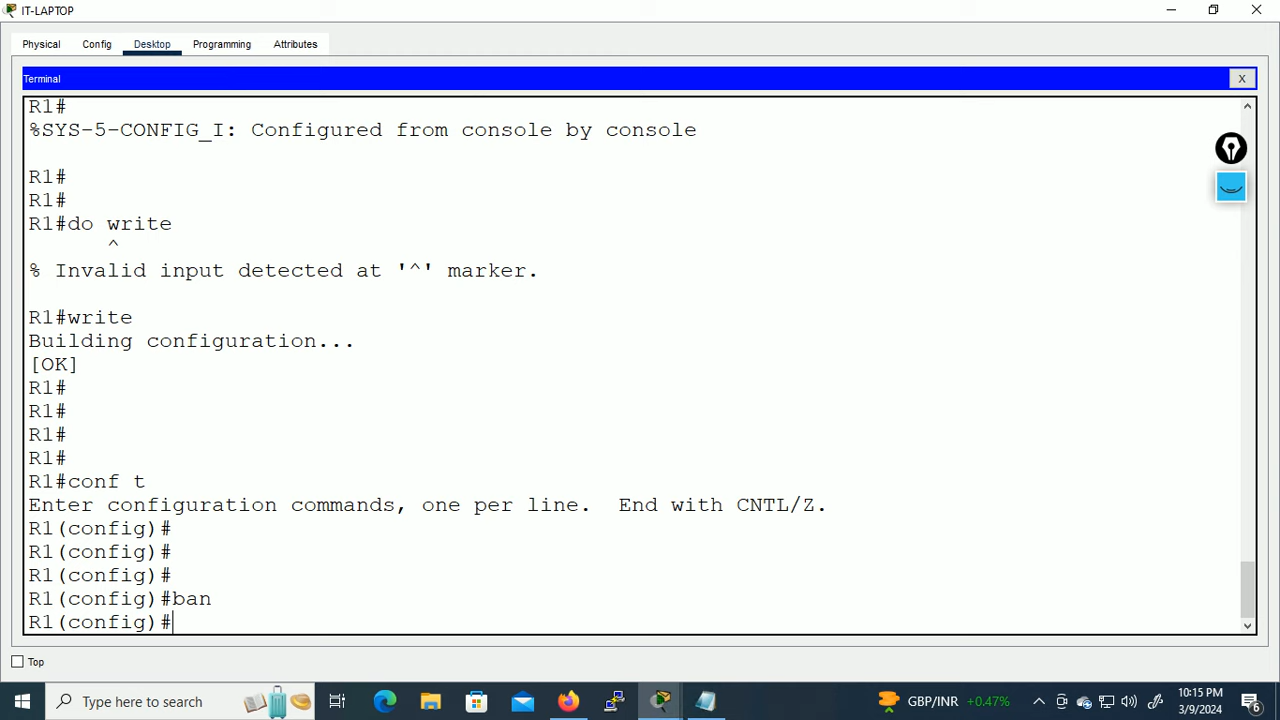 IT-LAPTOP
Physical Config Desktop Programming Attributes
Terminal X
R1#
%SYS-5-CONFIG_I: Configured from console by console
R1#
R1#
R1#do write
^
% Invalid input detected at '^' marker.
R1#write
Building configuration...
[OK]
R1#
R1#
R1#
R1#
R1#conf t
Enter configuration commands, one per line.  End with CNTL/Z.
R1(config)#
R1(config)#
R1(config)#
R1(config)#ban
R1(config)#
Top
Type here to search GBP/INR +0.47% 10:15 PM
3/9/2024 6